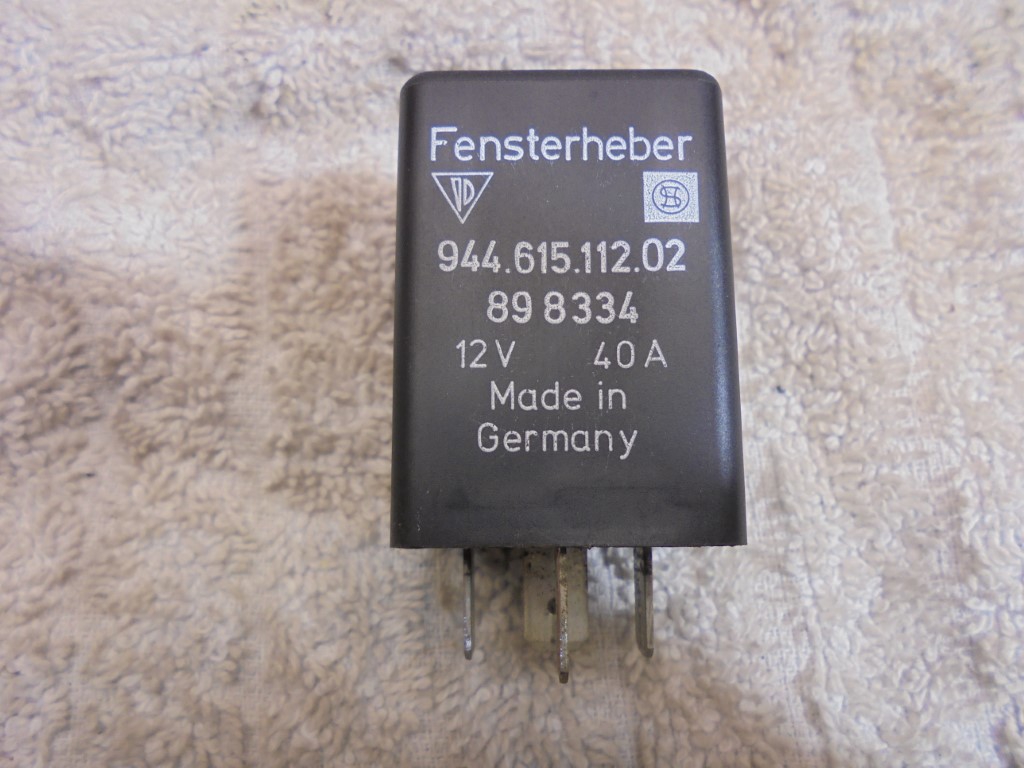 Fensterheber
944.615.112.02
89 8334
12V 40A
Made in
Germany